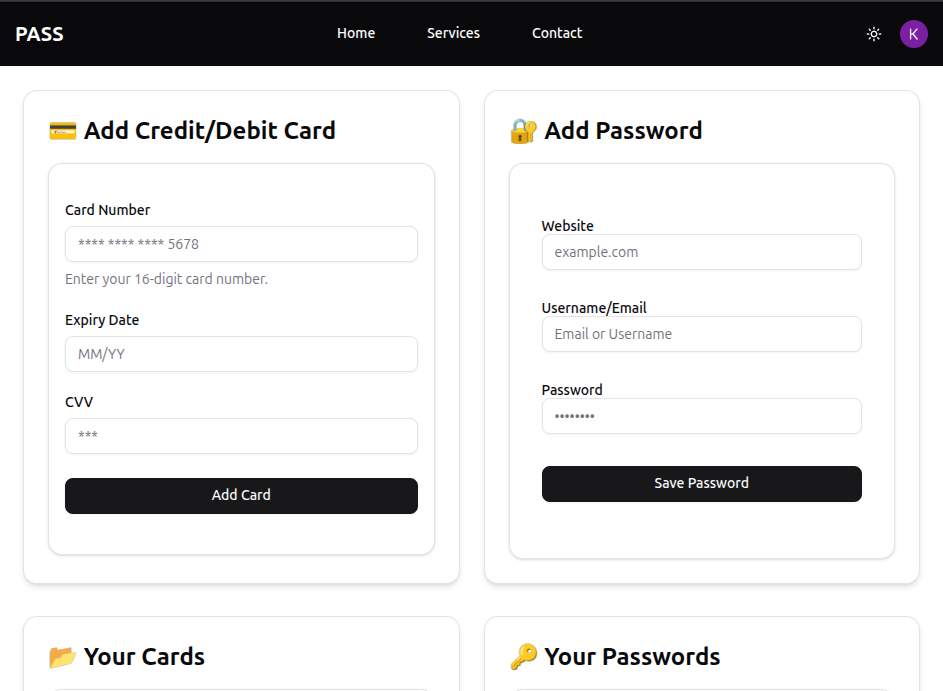 PASS
Home Services Contact
K
💳 Add Credit/Debit Card
Card Number
**** **** **** 5678
Enter your 16-digit card number.
Expiry Date
MM/YY
CVV
***
Add Card
🔐 Add Password
Website
example.com
Username/Email
Email or Username
Password
••••••••
Save Password
📂 Your Cards
🔑 Your Passwords